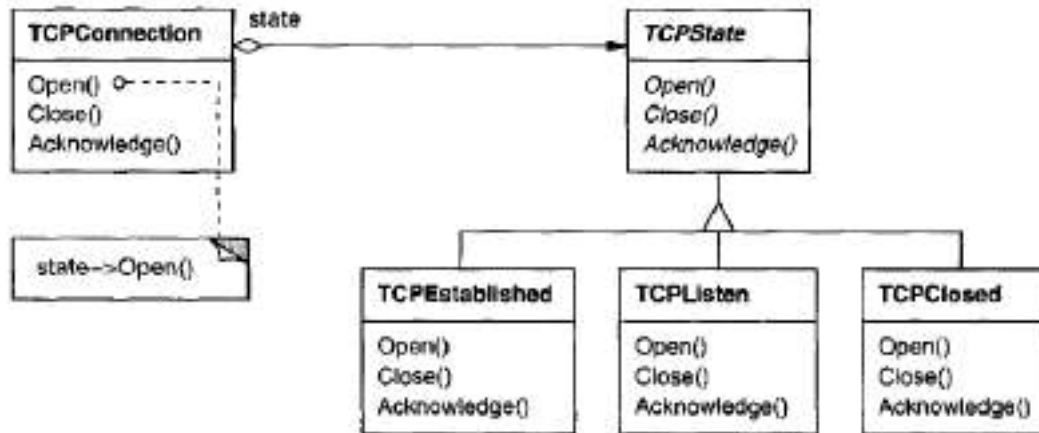 state
TCPConnection
Open()
Close()
Acknowledge()
state->Open()
TCPState
Open()
Close()
Acknowledge()
TCPEstablished
Open()
Close()
Acknowledge()
TCPListen
Open()
Close()
Acknowledge()
TCPClosed
Open()
Close()
Acknowledge()